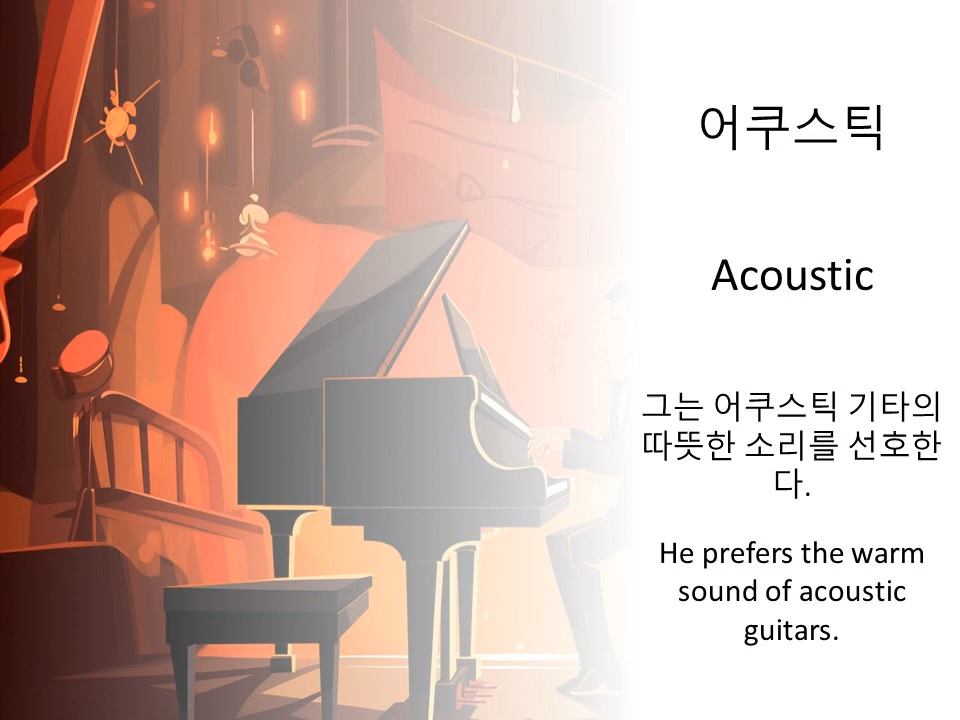 어쿠스틱
Acoustic
그는 어쿠스틱 기타의
따뜻한 소리를 선호한
다.
He prefers the warm
sound of acoustic
guitars.